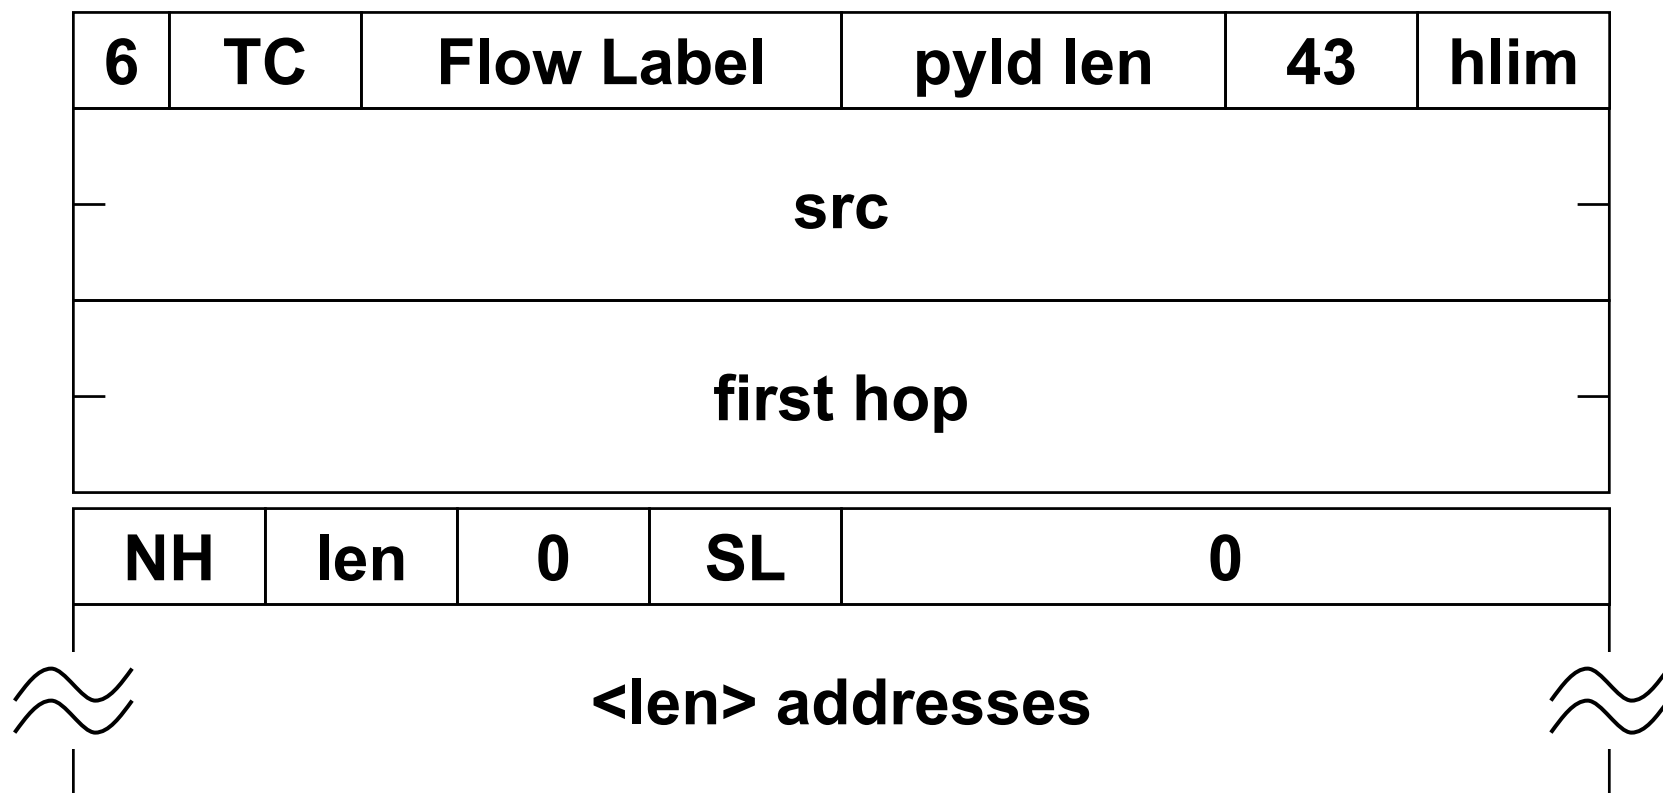 6 TC Flow Label pyld len 43 hlim
src
first hop
NH len 0 SL 0
<len> addresses